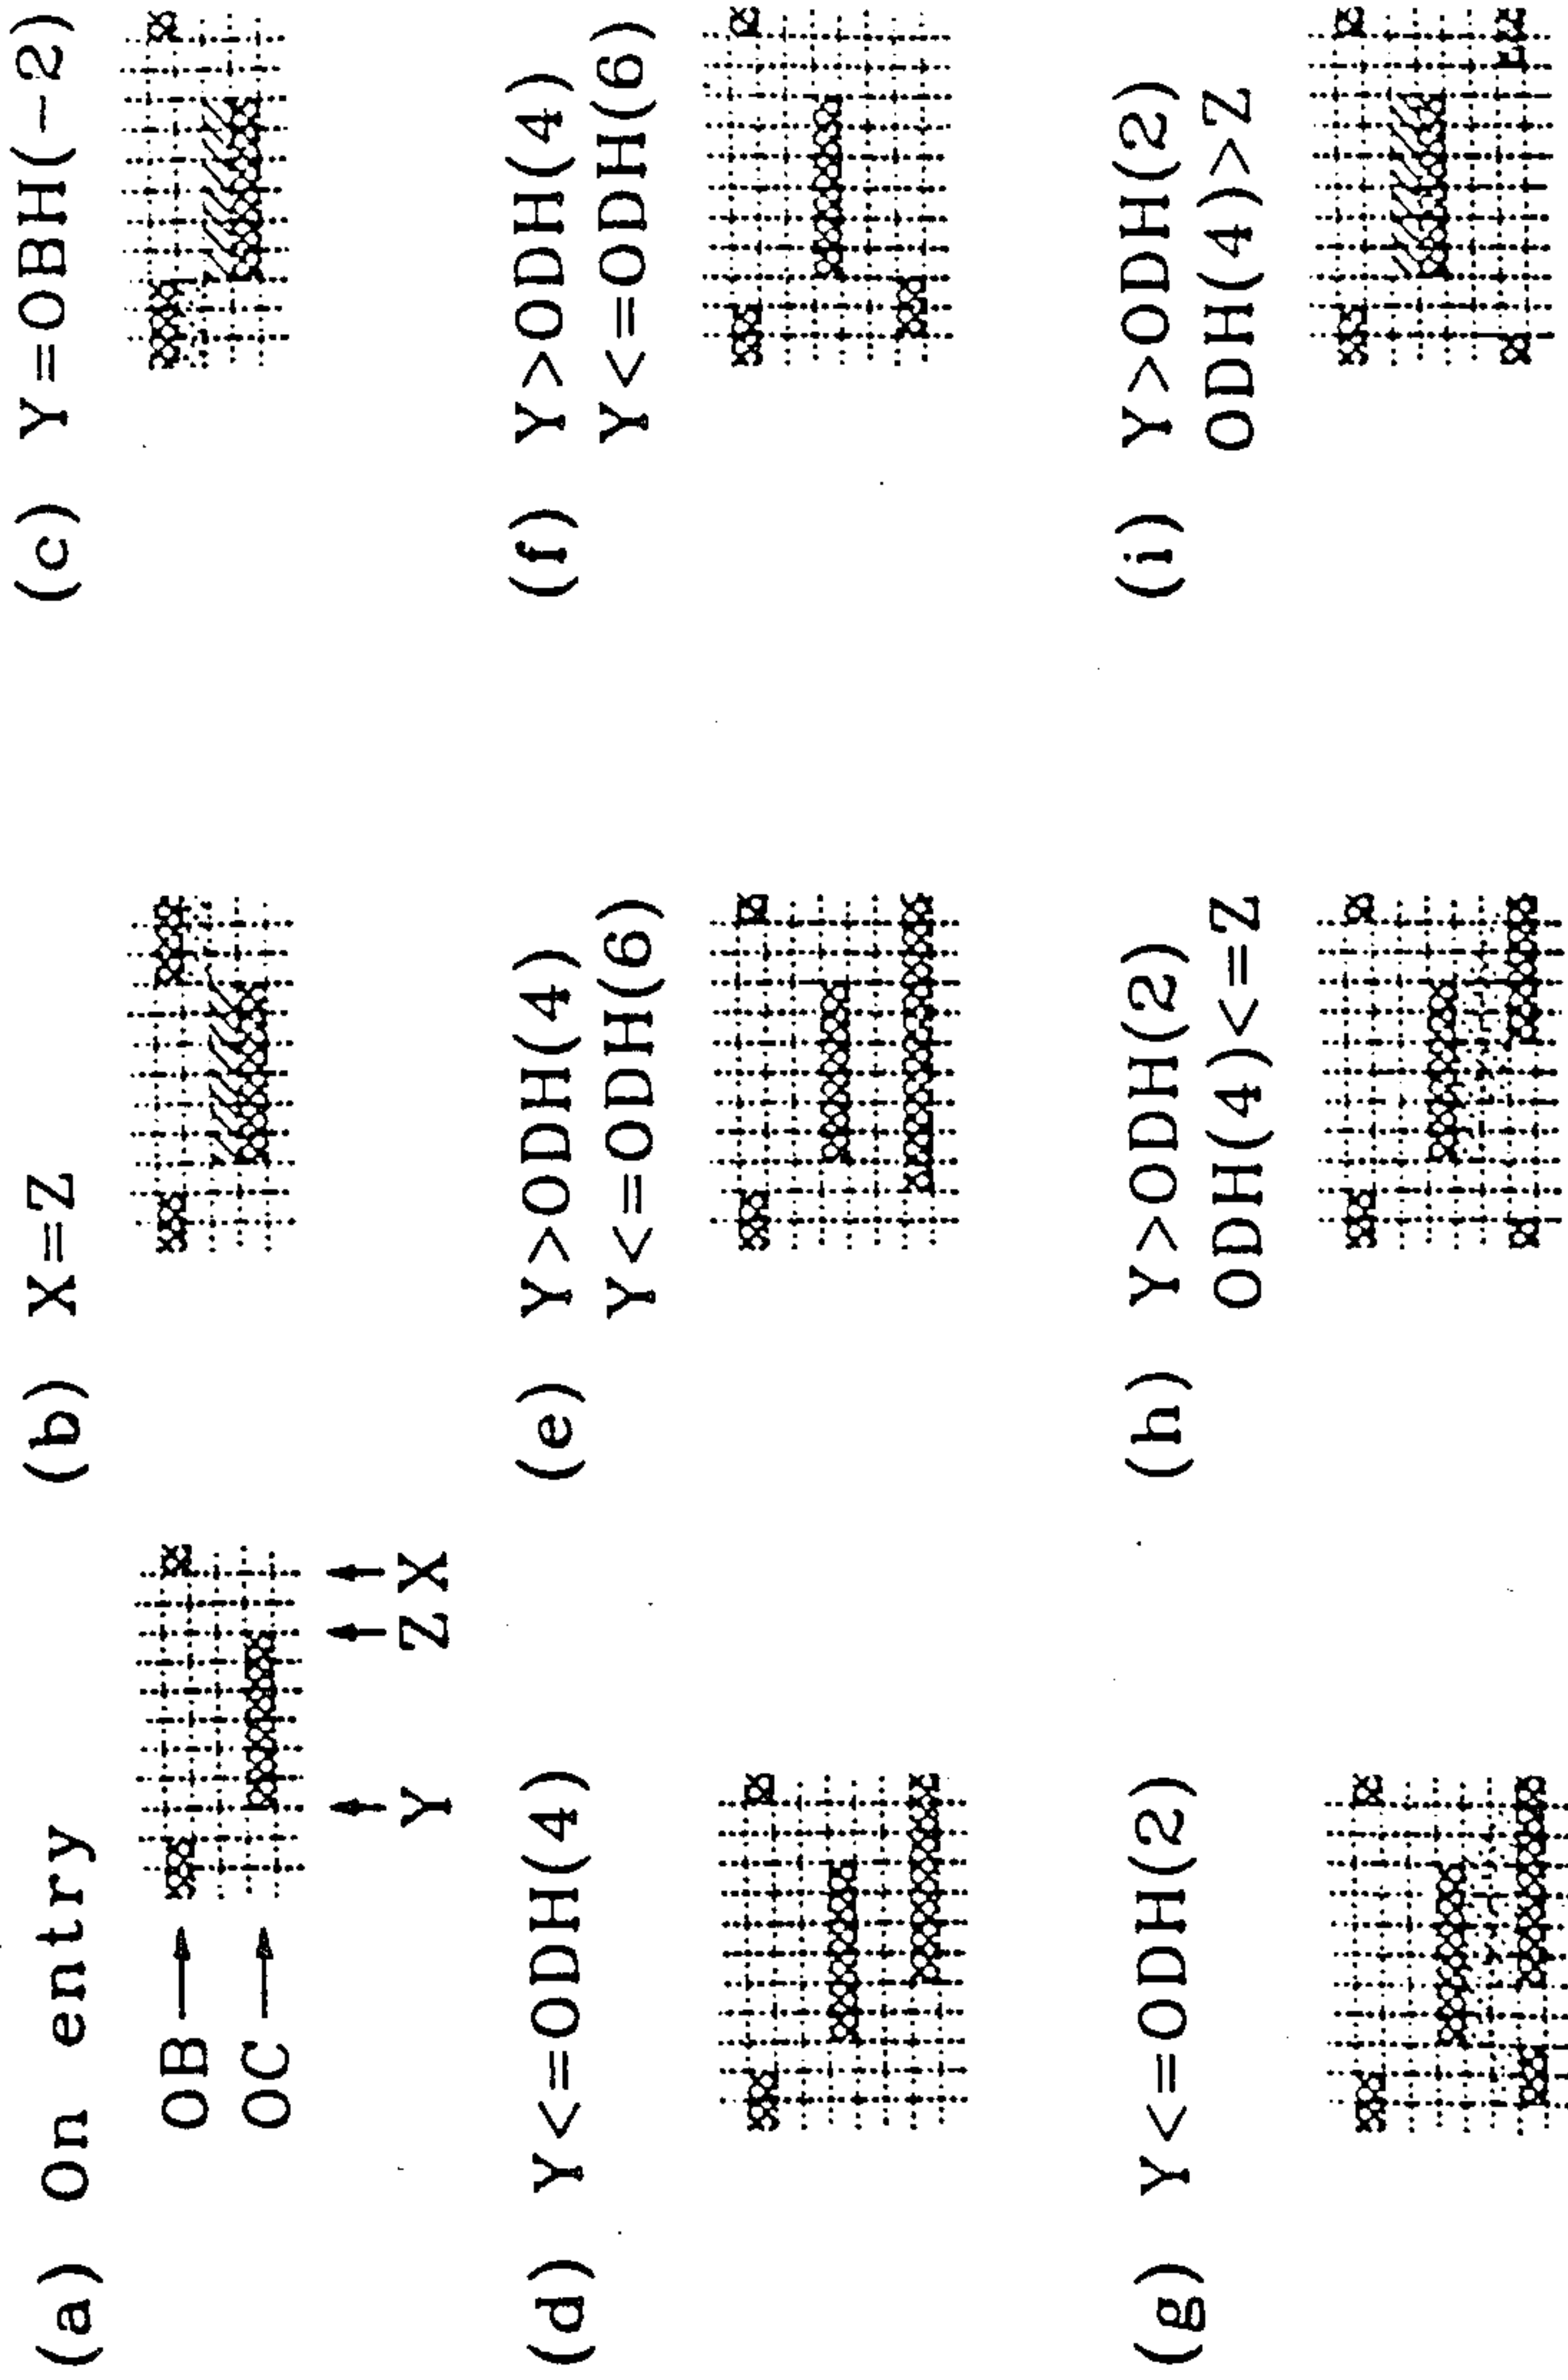 (a) On entry
OB
OC
Y
Z
X
(b) X=Z
(c) Y=OBH(-2)
(d) Y<=ODH(4)
(e) Y>ODH(4)
Y<=ODH(6)
(f) Y>ODH(4)
Y<=ODH(6)
(g) Y<=ODH(2)
(h) Y>ODH(2)
ODH(4)<=Z
(i) Y>ODH(2)
ODH(4)>Z